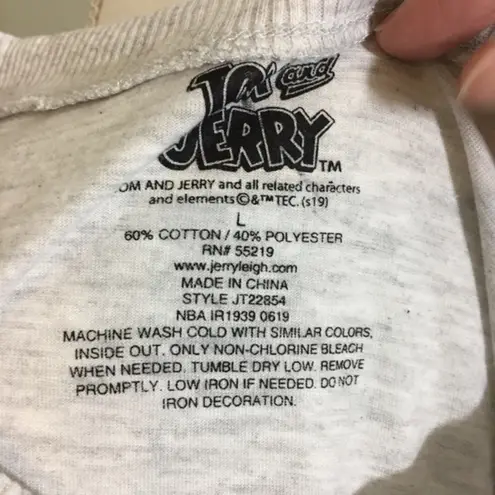 TOM and
JERRY TM
OM AND JERRY and all related characters
and elements ©&™TEC. (s19)
L
60% COTTON / 40% POLYESTER
RN# 55219
www.jerryleigh.com
MADE IN CHINA
STYLE JT22854
NBA IR1939 0619
MACHINE WASH COLD WITH SIMILAR COLORS,
INSIDE OUT. ONLY NON-CHLORINE BLEACH
WHEN NEEDED. TUMBLE DRY LOW. REMOVE
PROMPTLY. LOW IRON IF NEEDED. DO NOT
IRON DECORATION.